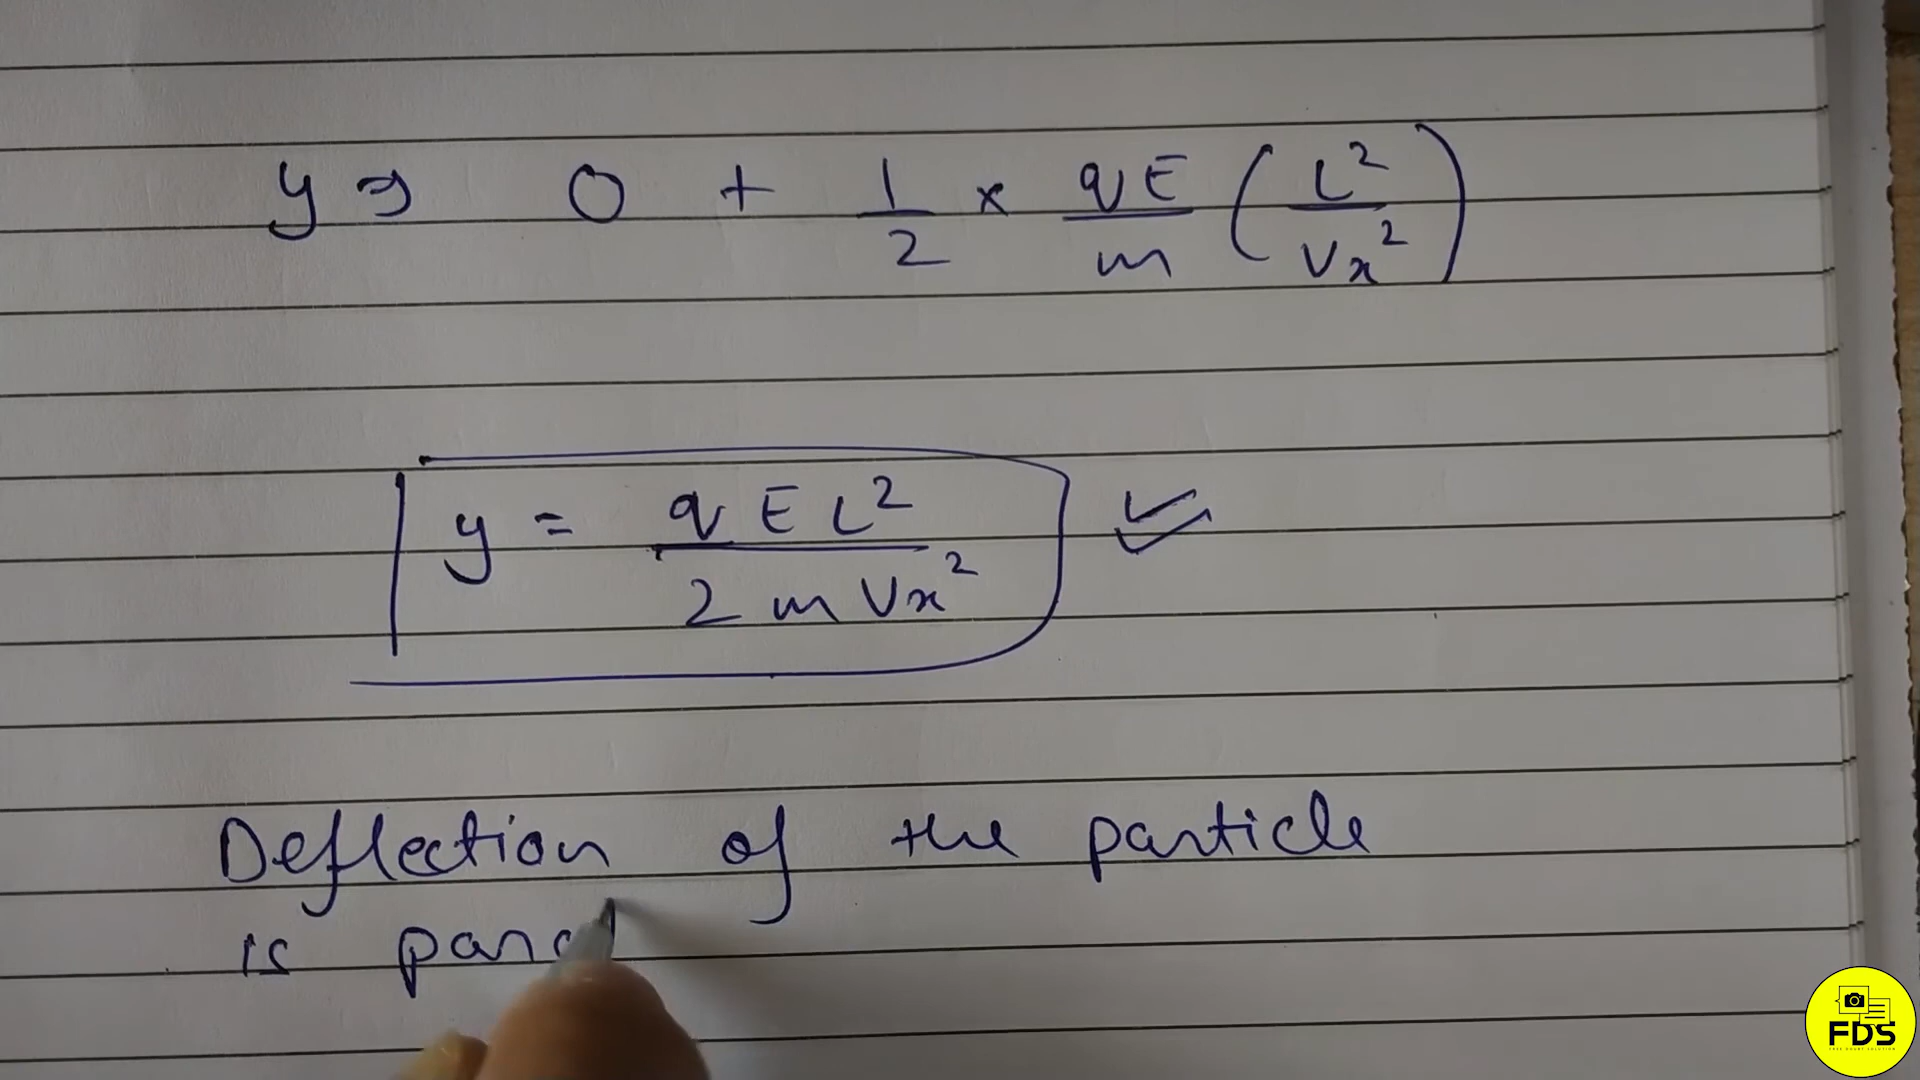 y ⇒ 0 + 1/2 × qE/m (L²/Vx²)
y = qEL²/2mVx²
Deflection of the particle
is
FDS